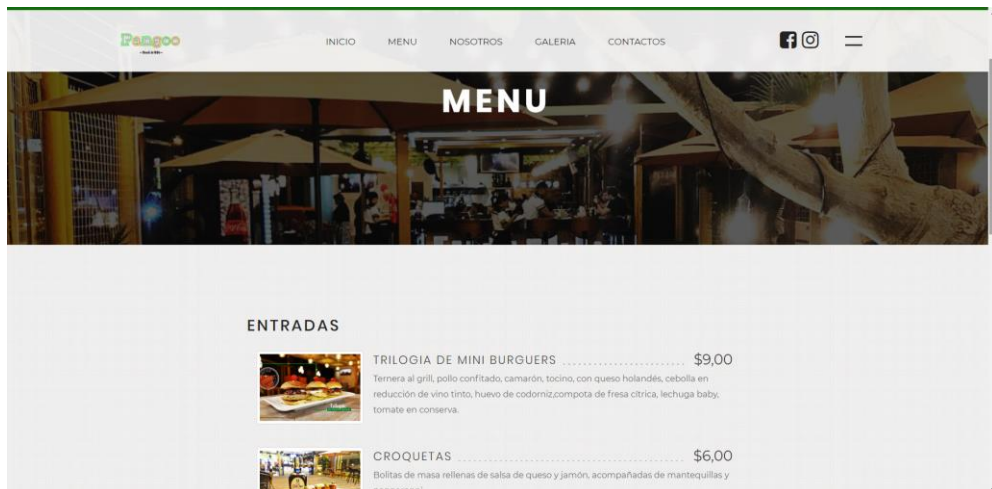 Pangoo
INICIO MENU NOSOTROS GALERIA CONTACTOS
MENU
ENTRADAS
TRILOGIA DE MINI BURGUERS ........................ $9,00
Ternera al grill, pollo confitado, camarón, tocino, con queso holandés, cebolla en
reducción de vino tinto, huevo de codorniz,compota de fresa cítrica, lechuga baby,
tomate en conserva.
CROQUETAS ........................ $6,00
Bolitas de masa rellenas de salsa de queso y jamón, acompañadas de mantequillas y